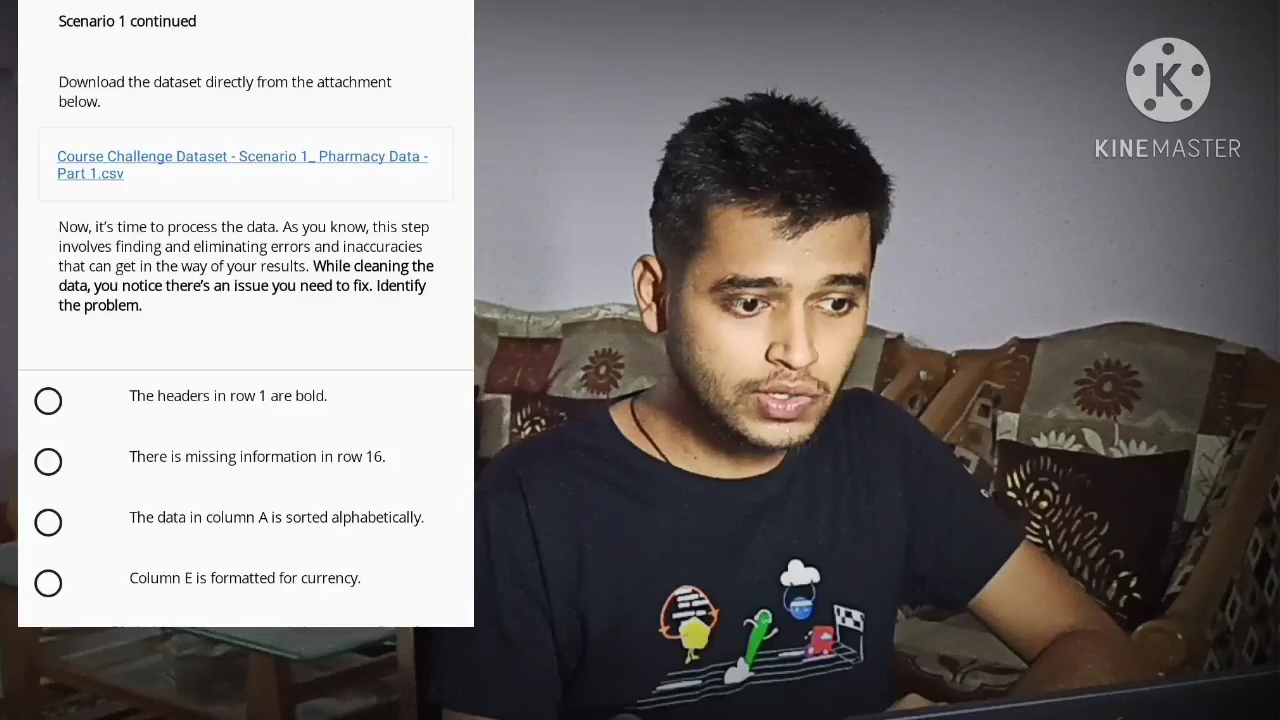 Scenario 1 continued
Download the dataset directly from the attachment
below.
Course Challenge Dataset - Scenario 1_ Pharmacy Data -
Part 1.csv
Now, it's time to process the data. As you know, this step
involves finding and eliminating errors and inaccuracies
that can get in the way of your results. While cleaning the
data, you notice there's an issue you need to fix. Identify
the problem.
The headers in row 1 are bold.
There is missing information in row 16.
The data in column A is sorted alphabetically.
Column E is formatted for currency.
K
KINEMASTER